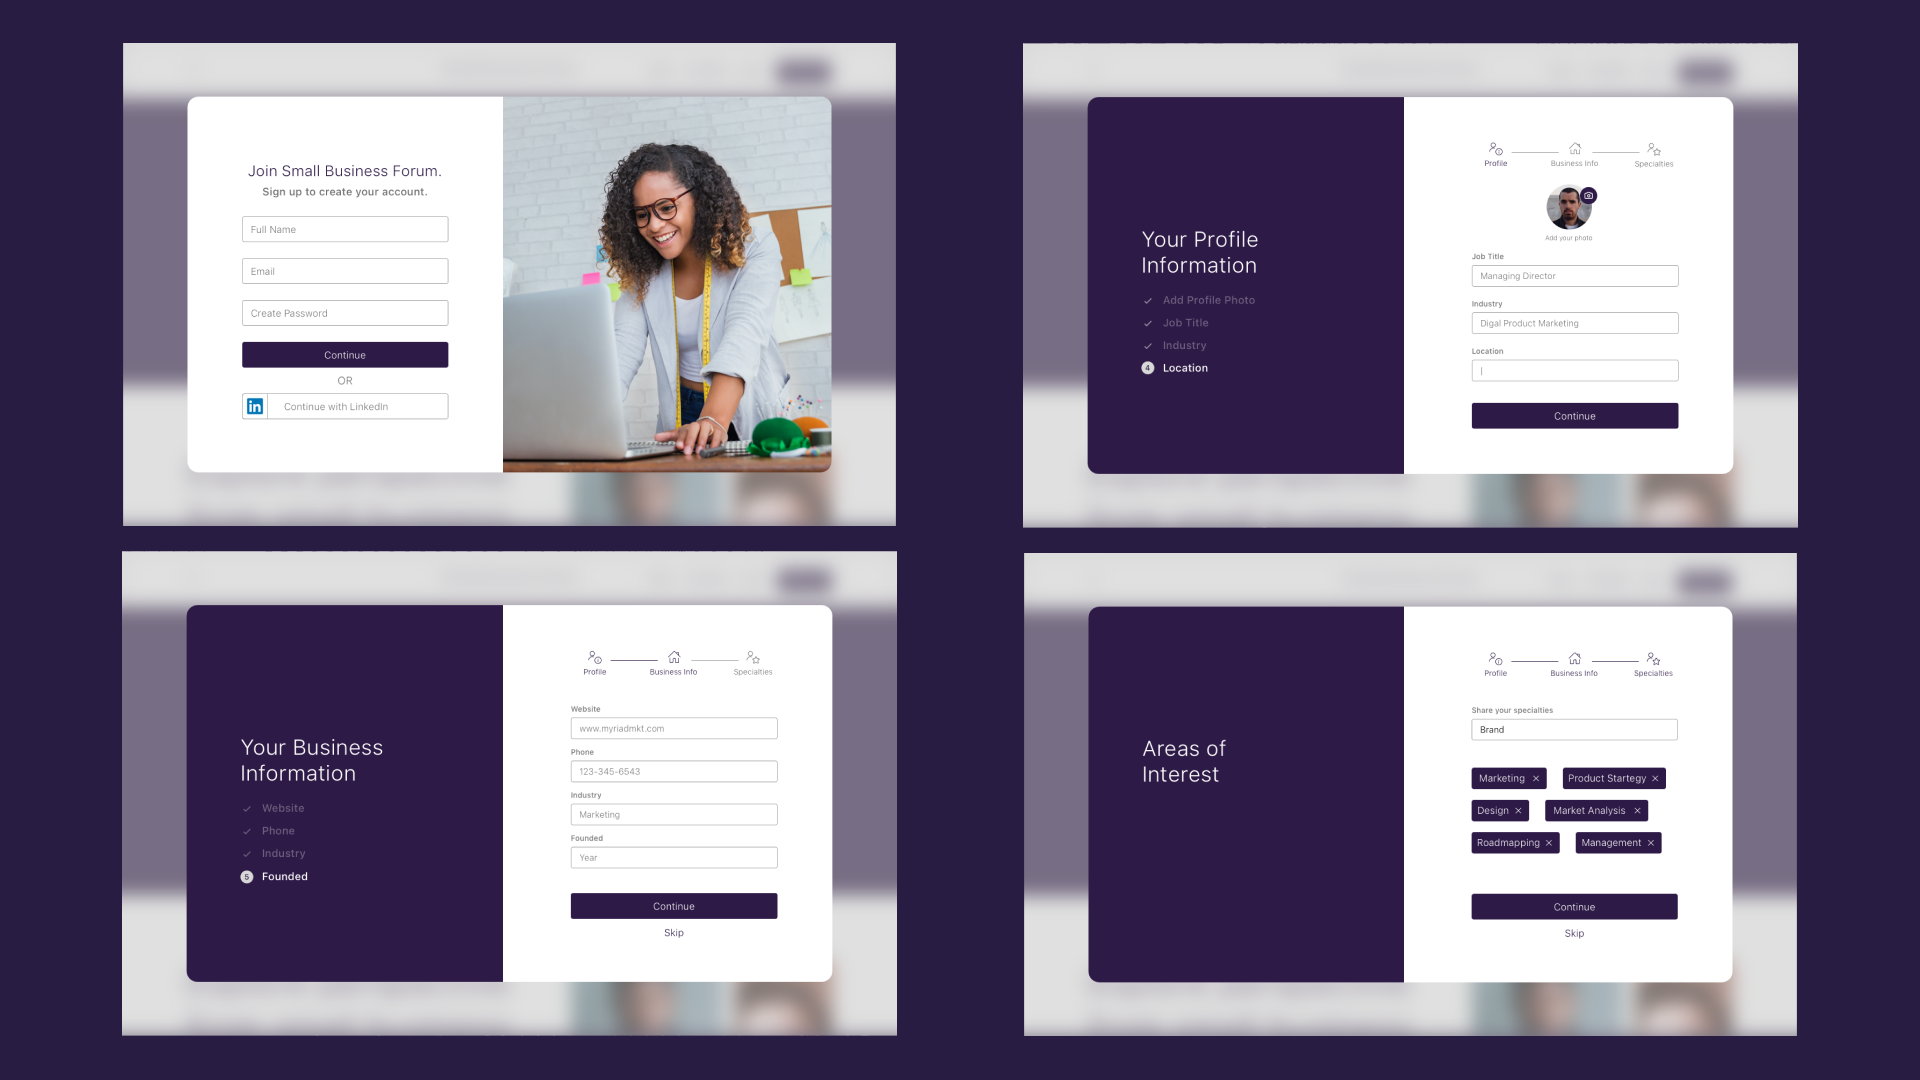 Join Small Business Forum.
Sign up to create your account.
Full Name
Email
Create Password
Continue
OR
in
Continue with LinkedIn
Your Profile
Information
Add Profile Photo
Job Title
Industry
4 Location
Profile
Business Info
Specialties
Add your photo
Job Title
Managing Director
Industry
Digal Product Marketing
Location
Continue
Your Business
Information
Website
Phone
Industry
5 Founded
Profile
Business Info
Specialties
Website
www.myriadmkt.com
Phone
123-345-6543
Industry
Marketing
Founded
Year
Continue
Skip
Areas of
Interest
Profile
Business Info
Specialties
Share your specialties
Brand
Marketing ×
Product Startegy ×
Design ×
Market Analysis ×
Roadmapping ×
Management ×
Continue
Skip